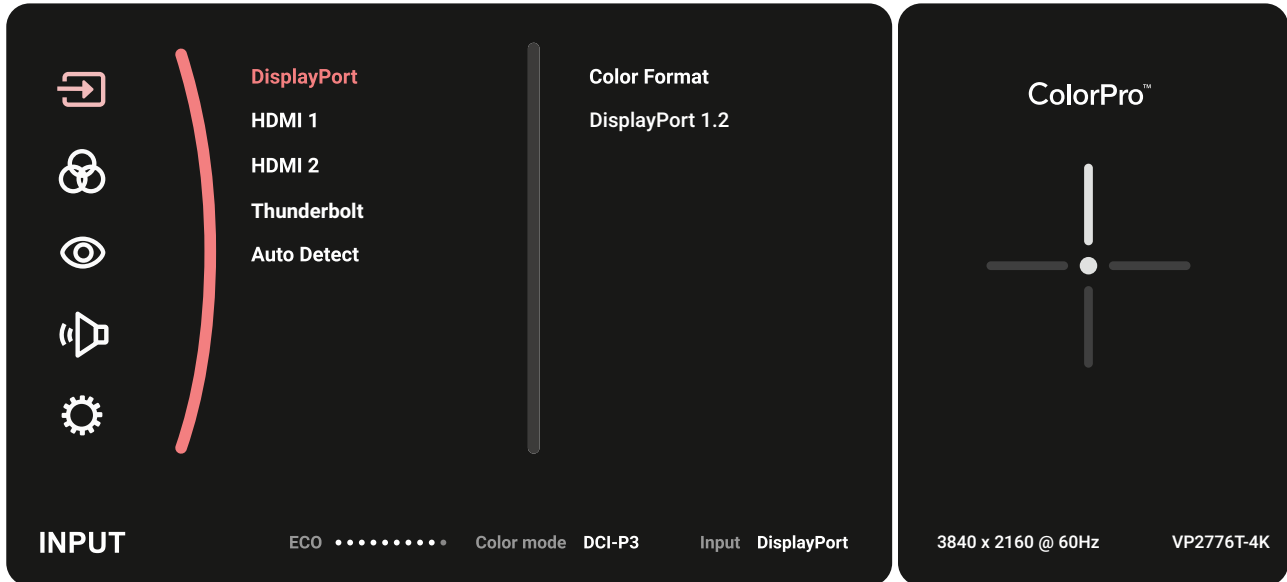 DisplayPort
HDMI 1
HDMI 2
Thunderbolt
Auto Detect
Color Format
DisplayPort 1.2
INPUT
ECO
Color mode DCI-P3
Input DisplayPort
ColorPro™
3840 x 2160 @ 60Hz
VP2776T-4K